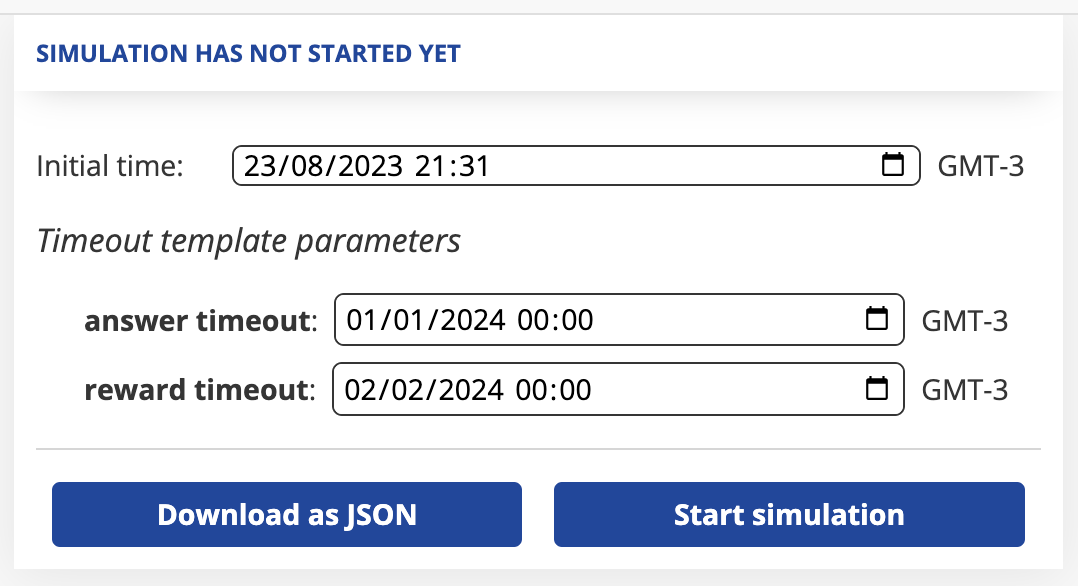 SIMULATION HAS NOT STARTED YET
Initial time: 23/08/2023 21:31 GMT-3
Timeout template parameters
answer timeout: 01/01/2024 00:00 GMT-3
reward timeout: 02/02/2024 00:00 GMT-3
Download as JSON Start simulation